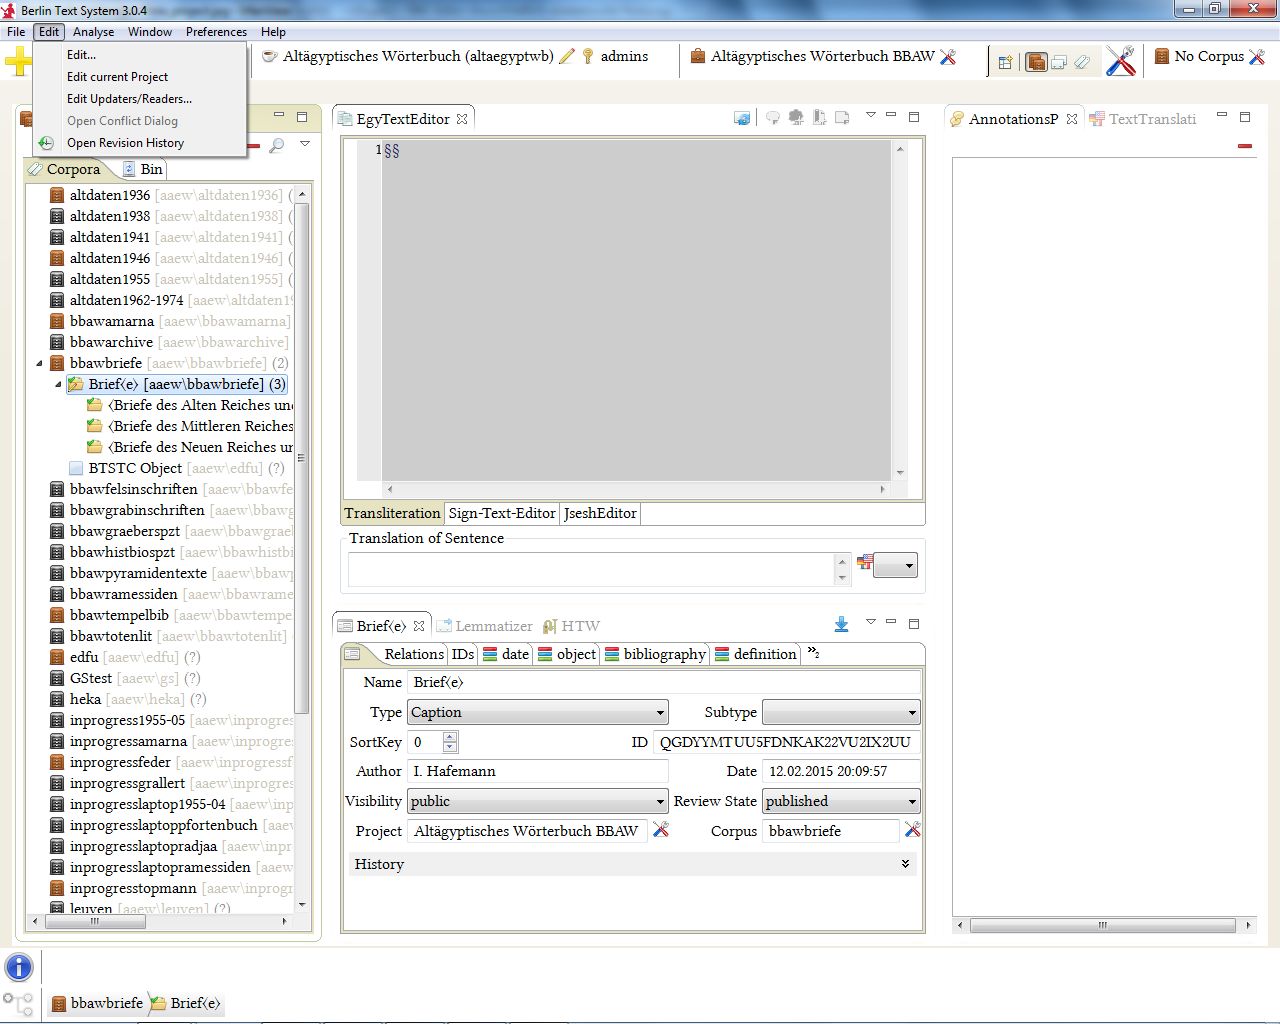 Berlin Text System 3.0.4
File Edit Analyse Window Preferences Help
Edit...
Edit current Project
Edit Updaters/Readers...
Open Conflict Dialog
Open Revision History
Altägyptisches Wörterbuch (altaegyptwb) admins
Altägyptisches Wörterbuch BBAW
No Corpus
Corpora Bin
altdaten1936 [aaew\altdaten1936] (
altdaten1938 [aaew\altdaten1938] (
altdaten1941 [aaew\altdaten1941] (
altdaten1946 [aaew\altdaten1946] (
altdaten1955 [aaew\altdaten1955] (
altdaten1962-1974 [aaew\altdaten19
bbawamarna [aaew\bbawamarna]
bbawarchive [aaew\bbawarchive]
bbawbriefe [aaew\bbawbriefe] (2)
Brief⟨e⟩ [aaew\bbawbriefe] (3)
⟨Briefe des Alten Reiches und
⟨Briefe des Mittleren Reiches
⟨Briefe des Neuen Reiches un
BTSTC Object [aaew\edfu] (?)
bbawfelsinschriften [aaew\bbawfe
bbawgrabinschriften [aaew\bbawg
bbawgraeberspzt [aaew\bbawgrael
bbawhistbiospzt [aaew\bbawhistbi
bbawpyramidentexte [aaew\bbawp
bbawramessiden [aaew\bbawrame
bbawtempelbib [aaew\bbawtempe
bbawtotenlit [aaew\bbawtotenlit]
edfu [aaew\edfu] (?)
GStest [aaew\gs] (?)
heka [aaew\heka] (?)
inprogress1955-05 [aaew\inprogres
inprogressamarna [aaew\inprogres
inprogressfeder [aaew\inprogressf
inprogressgrallert [aaew\inprogres
inprogresslaptop1955-04 [aaew\inp
inprogresslaptoppfortenbuch [aaew
inprogresslaptopradjaa [aaew\inpr
inprogresslaptopramessiden [aaew
inprogresstopmann [aaew\inprogr
leuven [aaew\leuven] (?)
EgyTextEditor
1§§
Transliteration Sign-Text-Editor JseshEditor
Translation of Sentence
Brief⟨e⟩ Lemmatizer HTW
Relations IDs date object bibliography definition »2
Name Brief⟨e⟩
Type Caption Subtype
SortKey 0 ID QGDYYMTUU5FDNKAK22VU2IX2UU
Author I. Hafemann Date 12.02.2015 20:09:57
Visibility public Review State published
Project Altägyptisches Wörterbuch BBAW Corpus bbawbriefe
History
AnnotationsP TextTranslati
bbawbriefe Brief⟨e⟩